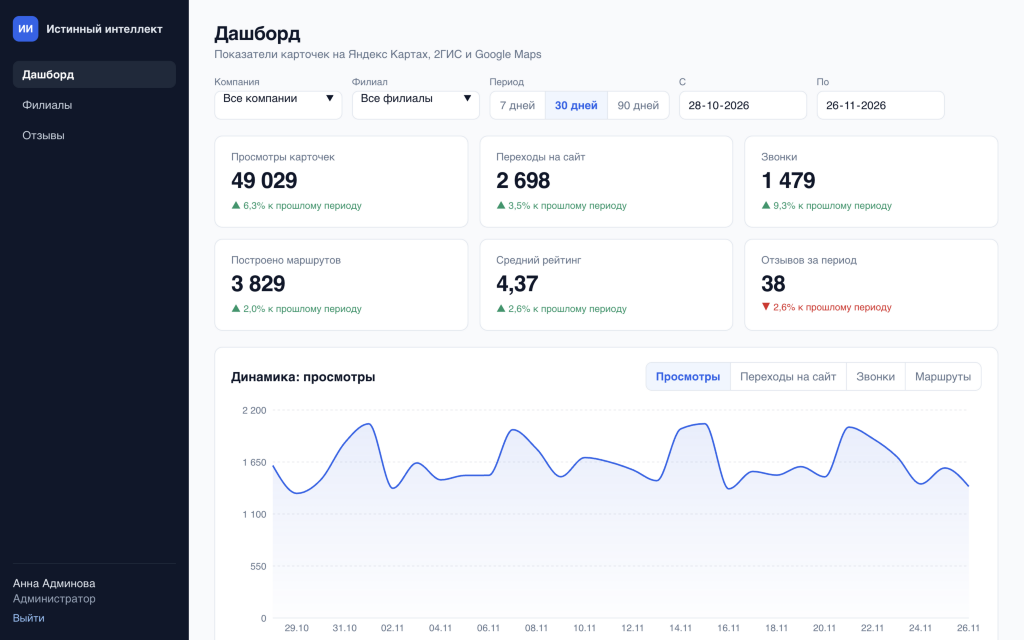 ИИ Истинный интеллект
Дашборд
Филиалы
Отзывы
Анна Админова
Администратор
Выйти
Дашборд
Показатели карточек на Яндекс Картах, 2ГИС и Google Maps
Компания Филиал Период С По
Все компании ▼ Все филиалы ▼ 7 дней 30 дней 90 дней 28-10-2026 26-11-2026
Просмотры карточек
49 029
▲ 6,3% к прошлому периоду
Переходы на сайт
2 698
▲ 3,5% к прошлому периоду
Звонки
1 479
▲ 9,3% к прошлому периоду
Построено маршрутов
3 829
▲ 2,0% к прошлому периоду
Средний рейтинг
4,37
▲ 2,6% к прошлому периоду
Отзывов за период
38
▼ 2,6% к прошлому периоду
Динамика: просмотры
Просмотры Переходы на сайт Звонки Маршруты
2 200
1 650
1 100
550
0
29.10 31.10 02.11 04.11 06.11 08.11 10.11 12.11 14.11 16.11 18.11 20.11 22.11 24.11 26.11